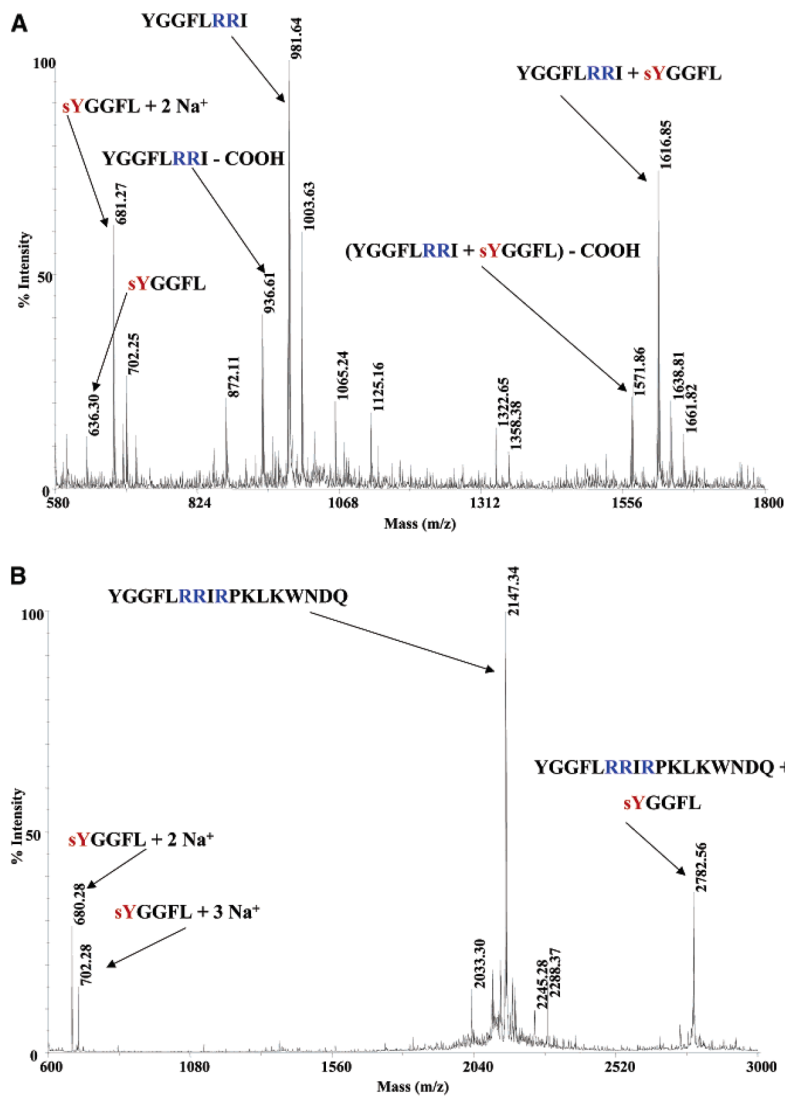 A
YGGFLRRI
981.64
100
YGGFLRRI + sYGGFL
1616.85
sYGGFL + 2 Na+
YGGFLRRI - COOH
681.27
1003.63
(YGGFLRRI + sYGGFL) - COOH
% Intensity
50
sYGGFL
936.61
702.25
636.30
872.11
1065.24
1125.16
1322.65
1358.38
1571.86
1638.81
1661.82
0
580 824 1068 1312 1556 1800
Mass (m/z)
B
YGGFLRRIRPKLKWNDQ
2147.34
100
YGGFLRRIRPKLKWNDQ +
sYGGFL
% Intensity
50
sYGGFL + 2 Na+
680.28
sYGGFL + 3 Na+
702.28
2033.30
2245.28
2288.37
2782.56
0
600 1080 1560 2040 2520 3000
Mass (m/z)